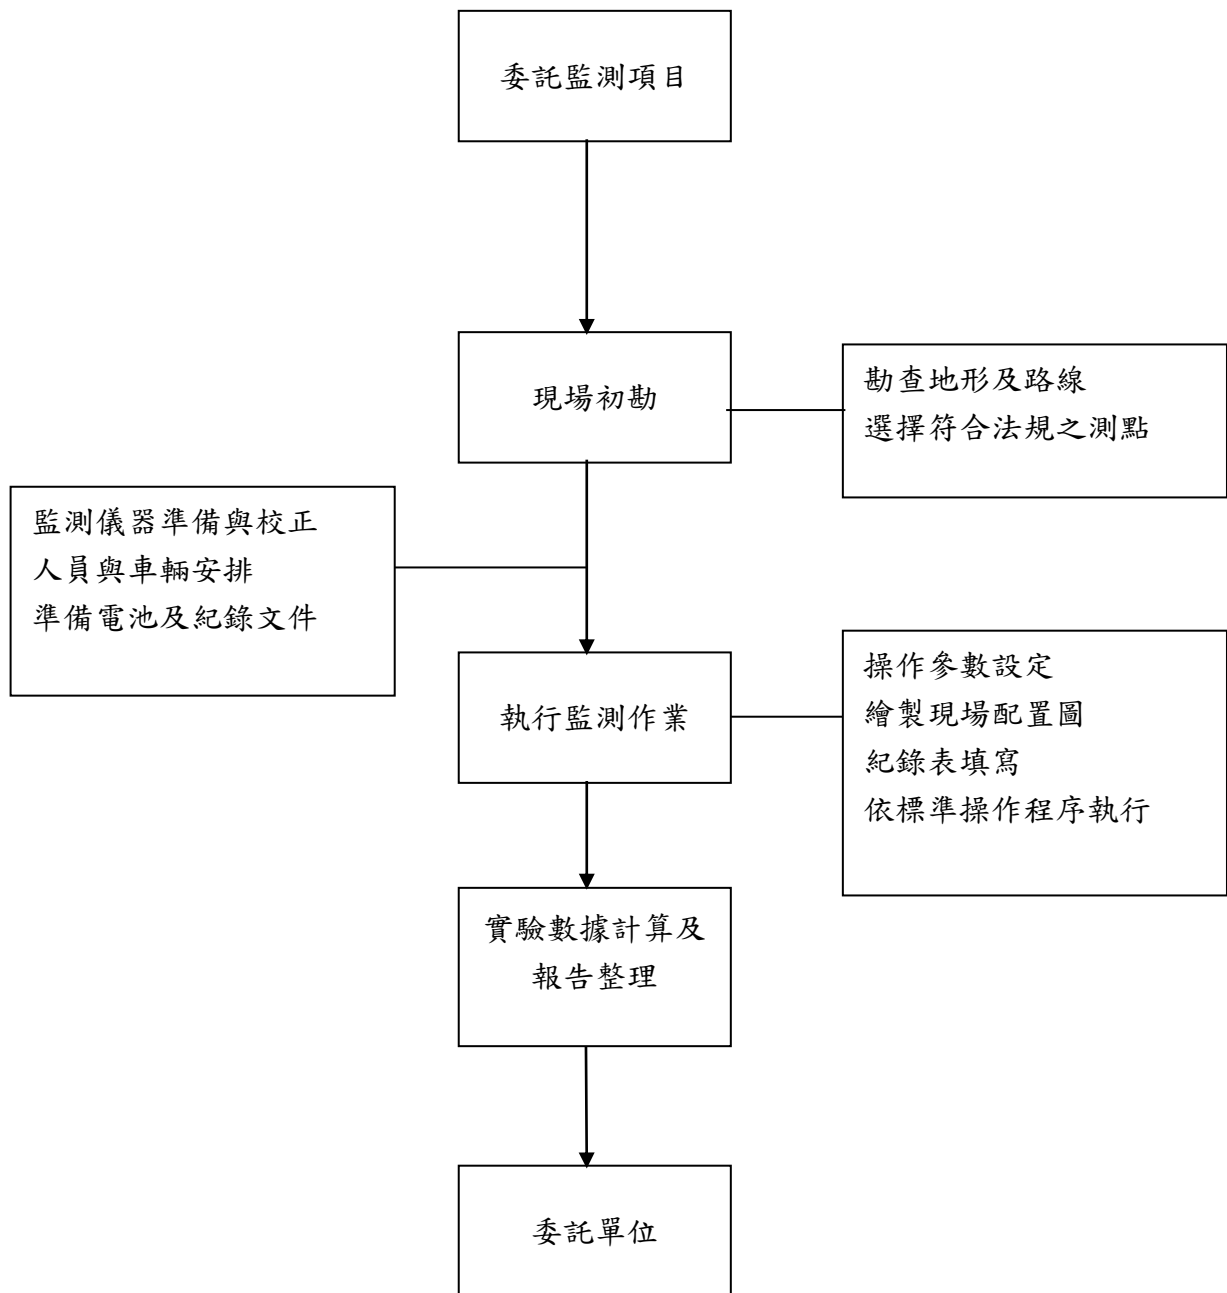 委託監測項目
現場初勘
勘查地形及路線
選擇符合法規之測點
監測儀器準備與校正
人員與車輛安排
準備電池及紀錄文件
執行監測作業
操作參數設定
繪製現場配置圖
紀錄表填寫
依標準操作程序執行
實驗數據計算及
報告整理
委託單位